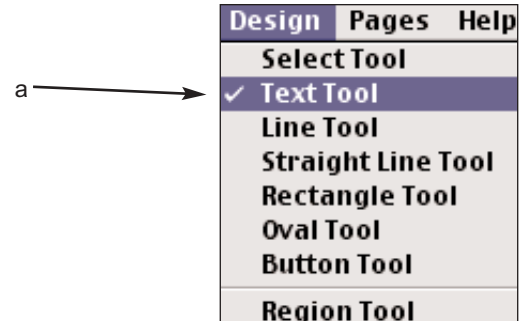 Design Pages Help
Select Tool
a ✓ Text Tool
Line Tool
Straight Line Tool
Rectangle Tool
Oval Tool
Button Tool
Region Tool